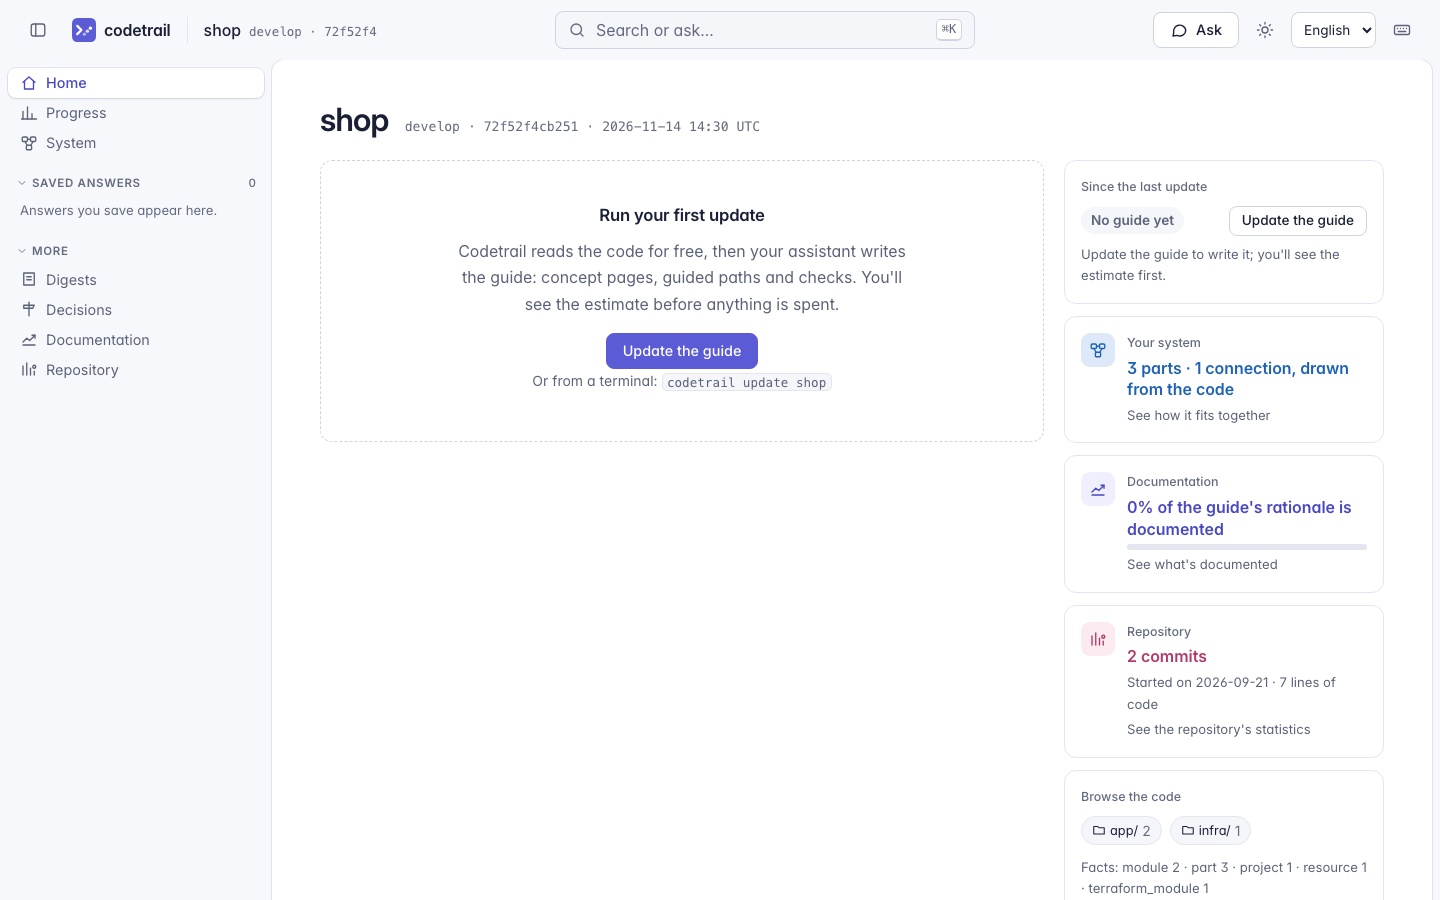 codetrail
shop develop · 72f52f4
Search or ask...
⌘K
Ask
English
Home
Progress
System
SAVED ANSWERS 0
Answers you save appear here.
MORE
Digests
Decisions
Documentation
Repository
shop develop · 72f52f4cb251 · 2026-11-14 14:30 UTC
Run your first update
Codetrail reads the code for free, then your assistant writes
the guide: concept pages, guided paths and checks. You'll
see the estimate before anything is spent.
Update the guide
Or from a terminal: codetrail update shop
Since the last update
No guide yet
Update the guide
Update the guide to write it; you'll see the
estimate first.
Your system
3 parts · 1 connection, drawn
from the code
See how it fits together
Documentation
0% of the guide's rationale is
documented
See what's documented
Repository
2 commits
Started on 2026-09-21 · 7 lines of
code
See the repository's statistics
Browse the code
app/ 2
infra/ 1
Facts: module 2 · part 3 · project 1 · resource 1
· terraform_module 1